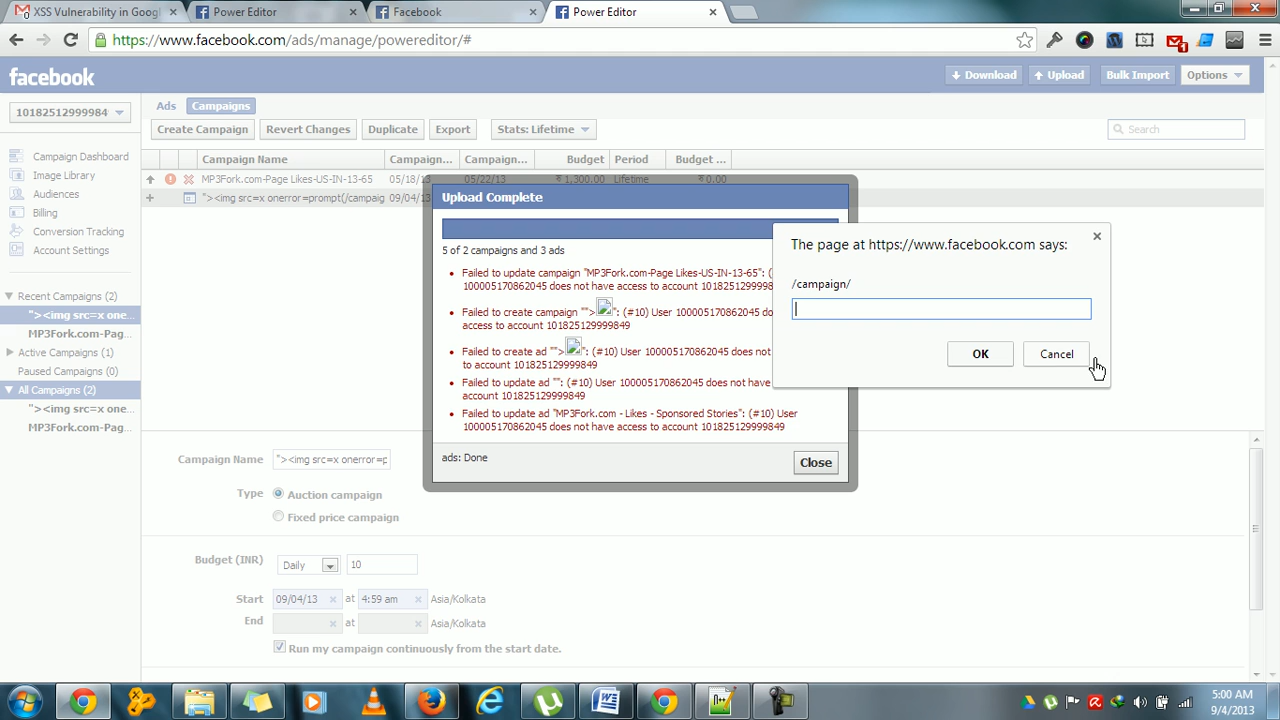 XSS Vulnerability in Googl
Power Editor
Facebook
Power Editor
https://www.facebook.com/ads/manage/powereditor/#
facebook
Download
Upload
Bulk Import
Options
10182512999984
Ads
Campaigns
Create Campaign
Revert Changes
Duplicate
Export
Stats: Lifetime
Search
Campaign Name
Campaign...
Campaign...
Budget
Period
Budget ...
MP3Fork.com-Page Likes-US-IN-13-65
05/18/13
05/22/13
₹ 1,300.00
Lifetime
₹ 0.00
"><img src=x onerror=prompt(/campaig
09/04/13
Campaign Dashboard
Image Library
Audiences
Billing
Conversion Tracking
Account Settings
Recent Campaigns (2)
"><img src=x one...
MP3Fork.com-Pag...
Active Campaigns (1)
Paused Campaigns (0)
All Campaigns (2)
"><img src=x one...
MP3Fork.com-Pag...
Upload Complete
5 of 2 campaigns and 3 ads
Failed to update campaign "MP3Fork.com-Page Likes-US-IN-13-65": (
100005170862045 does not have access to account 10182512999
Failed to create campaign "">": (#10) User 100005170862045 do
access to account 101825129999849
Failed to create ad "">": (#10) User 100005170862045 does not
to account 101825129999849
Failed to update ad "": (#10) User 100005170862045 does not have
account 101825129999849
Failed to update ad "MP3Fork.com - Likes - Sponsored Stories": (#10) User
100005170862045 does not have access to account 101825129999849
ads: Done
Close
The page at https://www.facebook.com says:
/campaign/
OK
Cancel
Campaign Name
"><img src=x onerror=p
Type
Auction campaign
Fixed price campaign
Budget (INR)
Daily
10
Start
09/04/13
at
4:59 am
Asia/Kolkata
End
at
Asia/Kolkata
Run my campaign continuously from the start date.
5:00 AM
9/4/2013